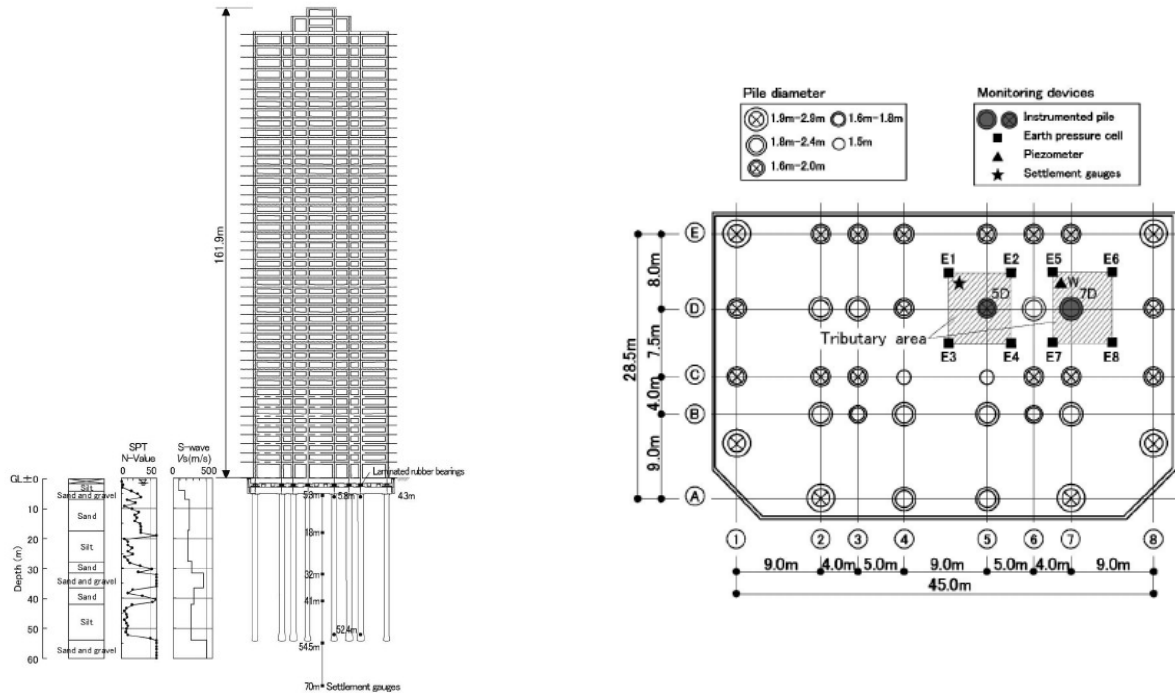 161.9m
SPT
N-Value
0 50
S-wave
Vs(m/s)
0 500
Laminated rubber bearings
GL±0
Silt
Sand and gravel
5.3m
5.8m
4.3m
10
Sand
18m
20
Silt
30
Sand
32m
Sand and gravel
40
Sand
41m
Silt
50
52.4m
Sand and gravel
54.5m
60
Depth (m)
70m Settlement gauges
Pile diameter
1.9m-2.9m
1.6m-1.8m
1.8m-2.4m
1.5m
1.6m-2.0m
Monitoring devices
Instrumented pile
Earth pressure cell
Piezometer
Settlement gauges
E
E1 E2 E5 E6
W
5D 7D
D
Tributary area
E3 E4 E7 E8
C
B
A
8.0m
7.5m
4.0m
9.0m
28.5m
1 2 3 4 5 6 7 8
9.0m 4.0m 5.0m 9.0m 5.0m 4.0m 9.0m
45.0m